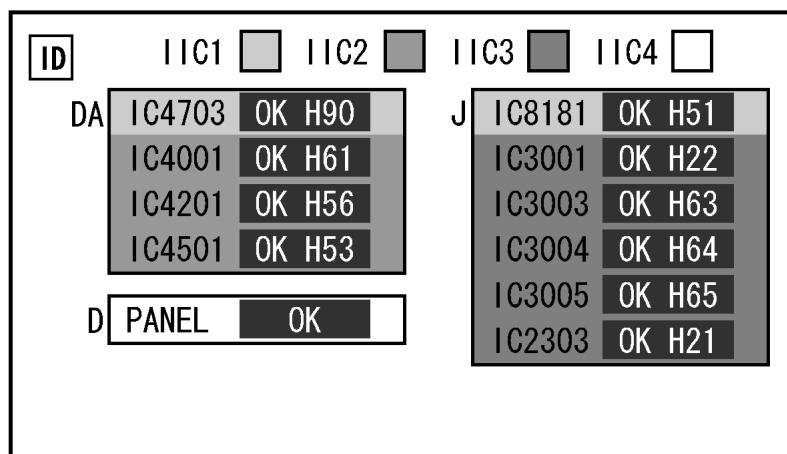 ID IIC1 IIC2 IIC3 IIC4
DA IC4703 OK H90
IC4001 OK H61
IC4201 OK H56
IC4501 OK H53
D PANEL OK
J IC8181 OK H51
IC3001 OK H22
IC3003 OK H63
IC3004 OK H64
IC3005 OK H65
IC2303 OK H21